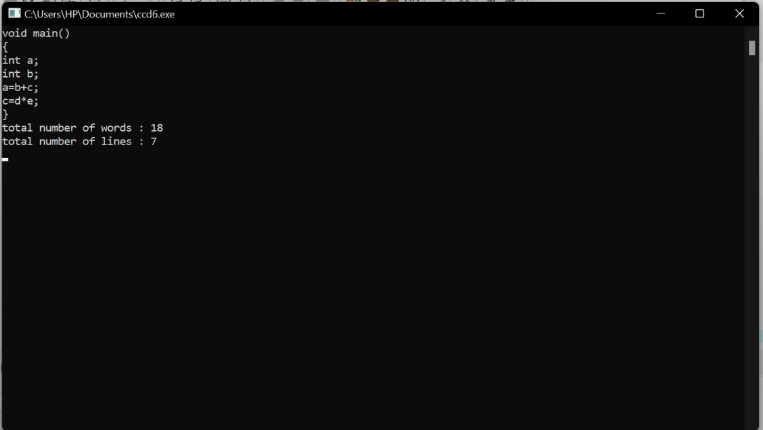 C:\Users\HP\Documents\ccd6.exe
void main()
{
int a;
int b;
a=b+c;
c=d*e;
}
total number of words : 18
total number of lines : 7